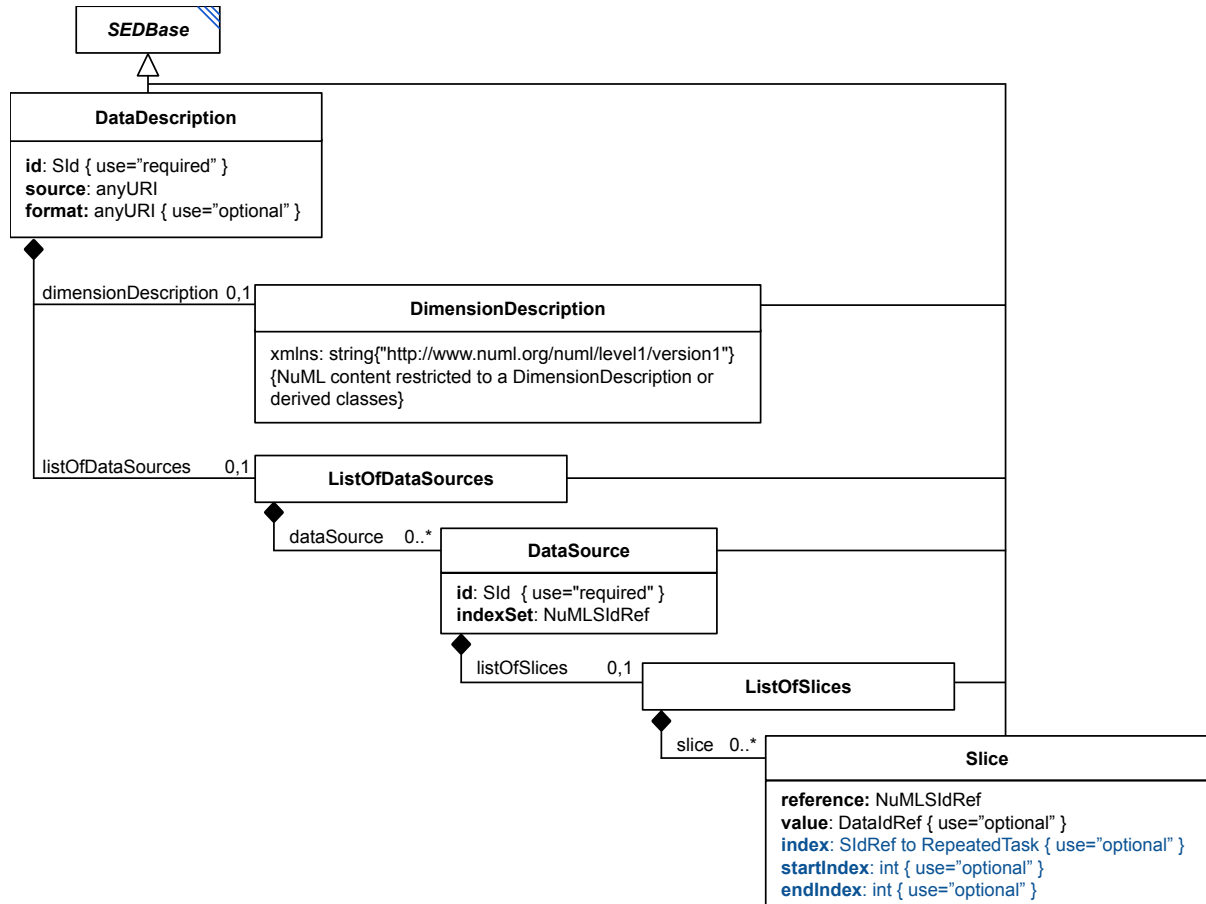 SEDBase
DataDescription
id: SId { use=”required” }
source: anyURI
format: anyURI { use=”optional” }
dimensionDescription 0,1
DimensionDescription
xmlns: string{"http://www.numl.org/numl/level1/version1"}
{NuML content restricted to a DimensionDescription or
derived classes}
listOfDataSources 0,1
ListOfDataSources
dataSource 0..*
DataSource
id: SId { use="required" }
indexSet: NuMLSIdRef
listOfSlices 0,1
ListOfSlices
slice 0..*
Slice
reference: NuMLSIdRef
value: DataIdRef { use=”optional” }
index: SIdRef to RepeatedTask { use=”optional” }
startIndex: int { use=”optional” }
endIndex: int { use=”optional” }